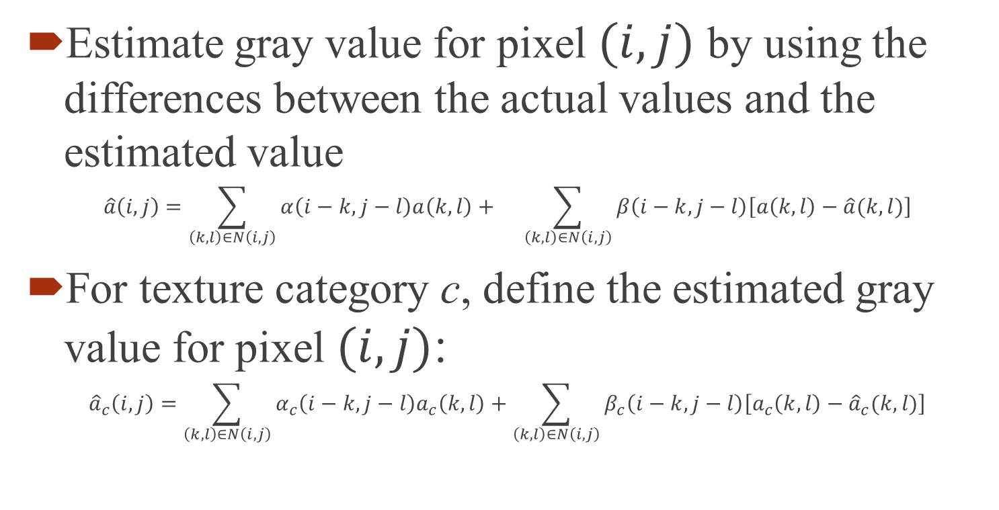 Estimate gray value for pixel (i, j) by using the
differences between the actual values and the
estimated value
â(i, j) = ∑ α(i − k, j − l)a(k, l) + ∑ β(i − k, j − l)[a(k, l) − â(k, l)]
(k,l)∈N(i,j) (k,l)∈N(i,j)
For texture category c, define the estimated gray
value for pixel (i, j):
â_c(i, j) = ∑ α_c(i − k, j − l)a_c(k, l) + ∑ β_c(i − k, j − l)[a_c(k, l) − â_c(k, l)]
(k,l)∈N(i,j) (k,l)∈N(i,j)